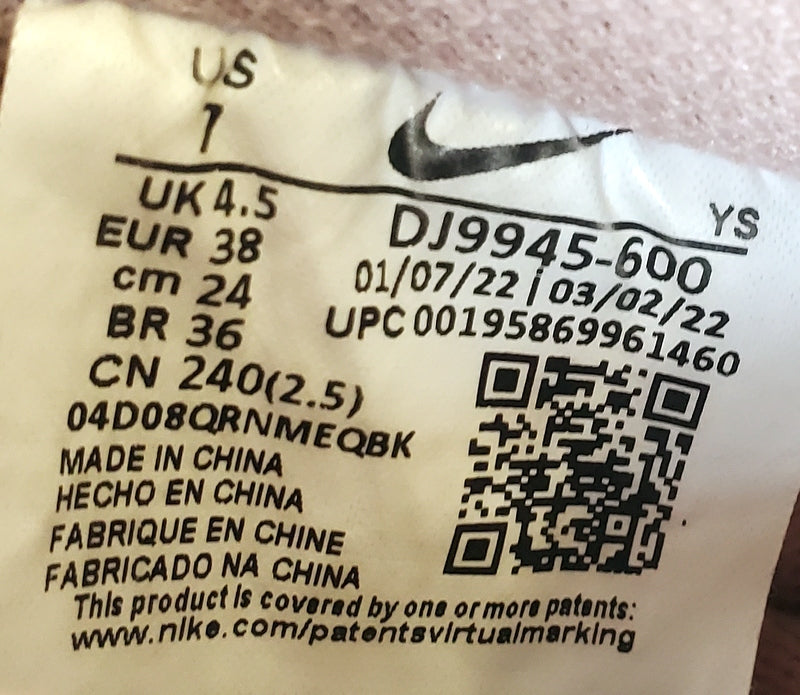 US
7
UK 4.5
EUR 38
cm 24
BR 36
CN 240(2.5)
04D08QRNMEQBK
MADE IN CHINA
HECHO EN CHINA
FABRIQUE EN CHINE
FABRICADO NA CHINA
YS
DJ9945-600
01/07/22 | 03/02/22
UPC 00195869961460
This product is covered by one or more patents:
www.nike.com/patentsvirtualmarking